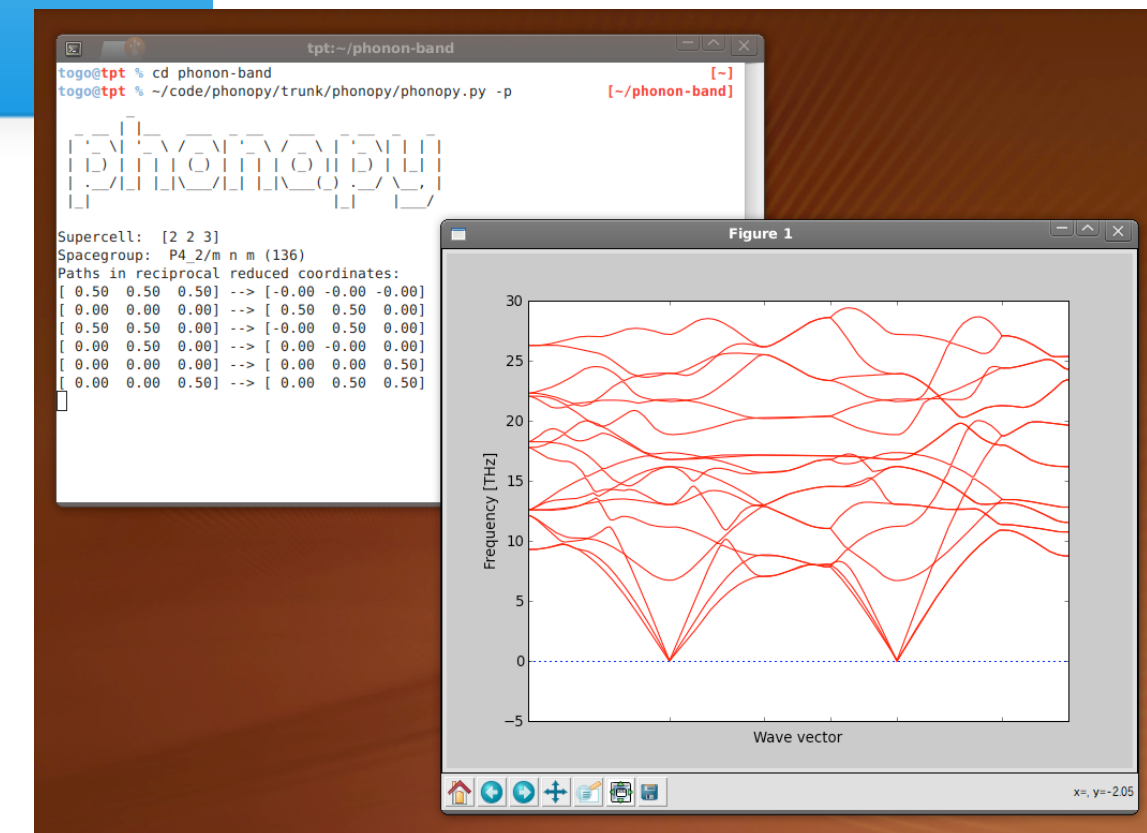 tpt:~/phonon-band
togo@tpt % cd phonon-band [~]
togo@tpt % ~/code/phonopy/trunk/phonopy/phonopy.py -p [~/phonon-band]
phonopy
Supercell: [2 2 3]
Spacegroup: P4_2/m n m (136)
Paths in reciprocal reduced coordinates:
[ 0.50 0.50 0.50] --> [-0.00 -0.00 -0.00]
[ 0.00 0.00 0.00] --> [ 0.50 0.50 0.00]
[ 0.50 0.50 0.00] --> [-0.00 0.50 0.00]
[ 0.00 0.50 0.00] --> [ 0.00 -0.00 0.00]
[ 0.00 0.00 0.00] --> [ 0.00 0.00 0.50]
[ 0.00 0.00 0.50] --> [ 0.00 0.50 0.50]
Figure 1
30
25
20
15
10
5
0
−5
Frequency [THz]
Wave vector
x=, y=-2.05